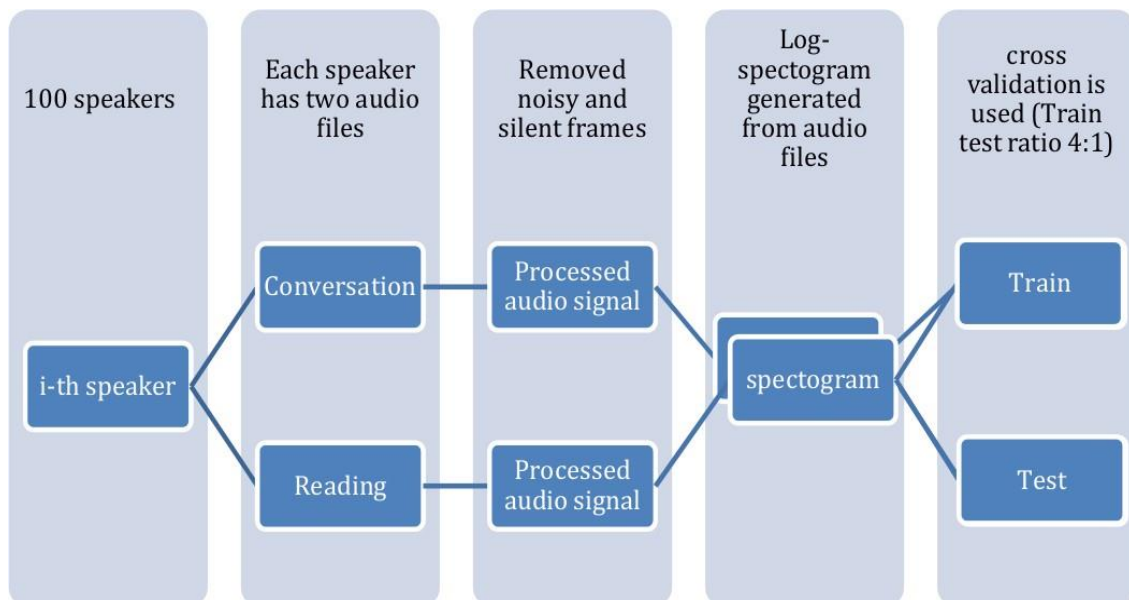 100 speakers
Each speaker
has two audio
files
Removed
noisy and
silent frames
Log-
spectogram
generated
from audio
files
cross
validation is
used (Train
test ratio 4:1)
i-th speaker
Conversation
Reading
Processed
audio signal
Processed
audio signal
spectogram
Train
Test